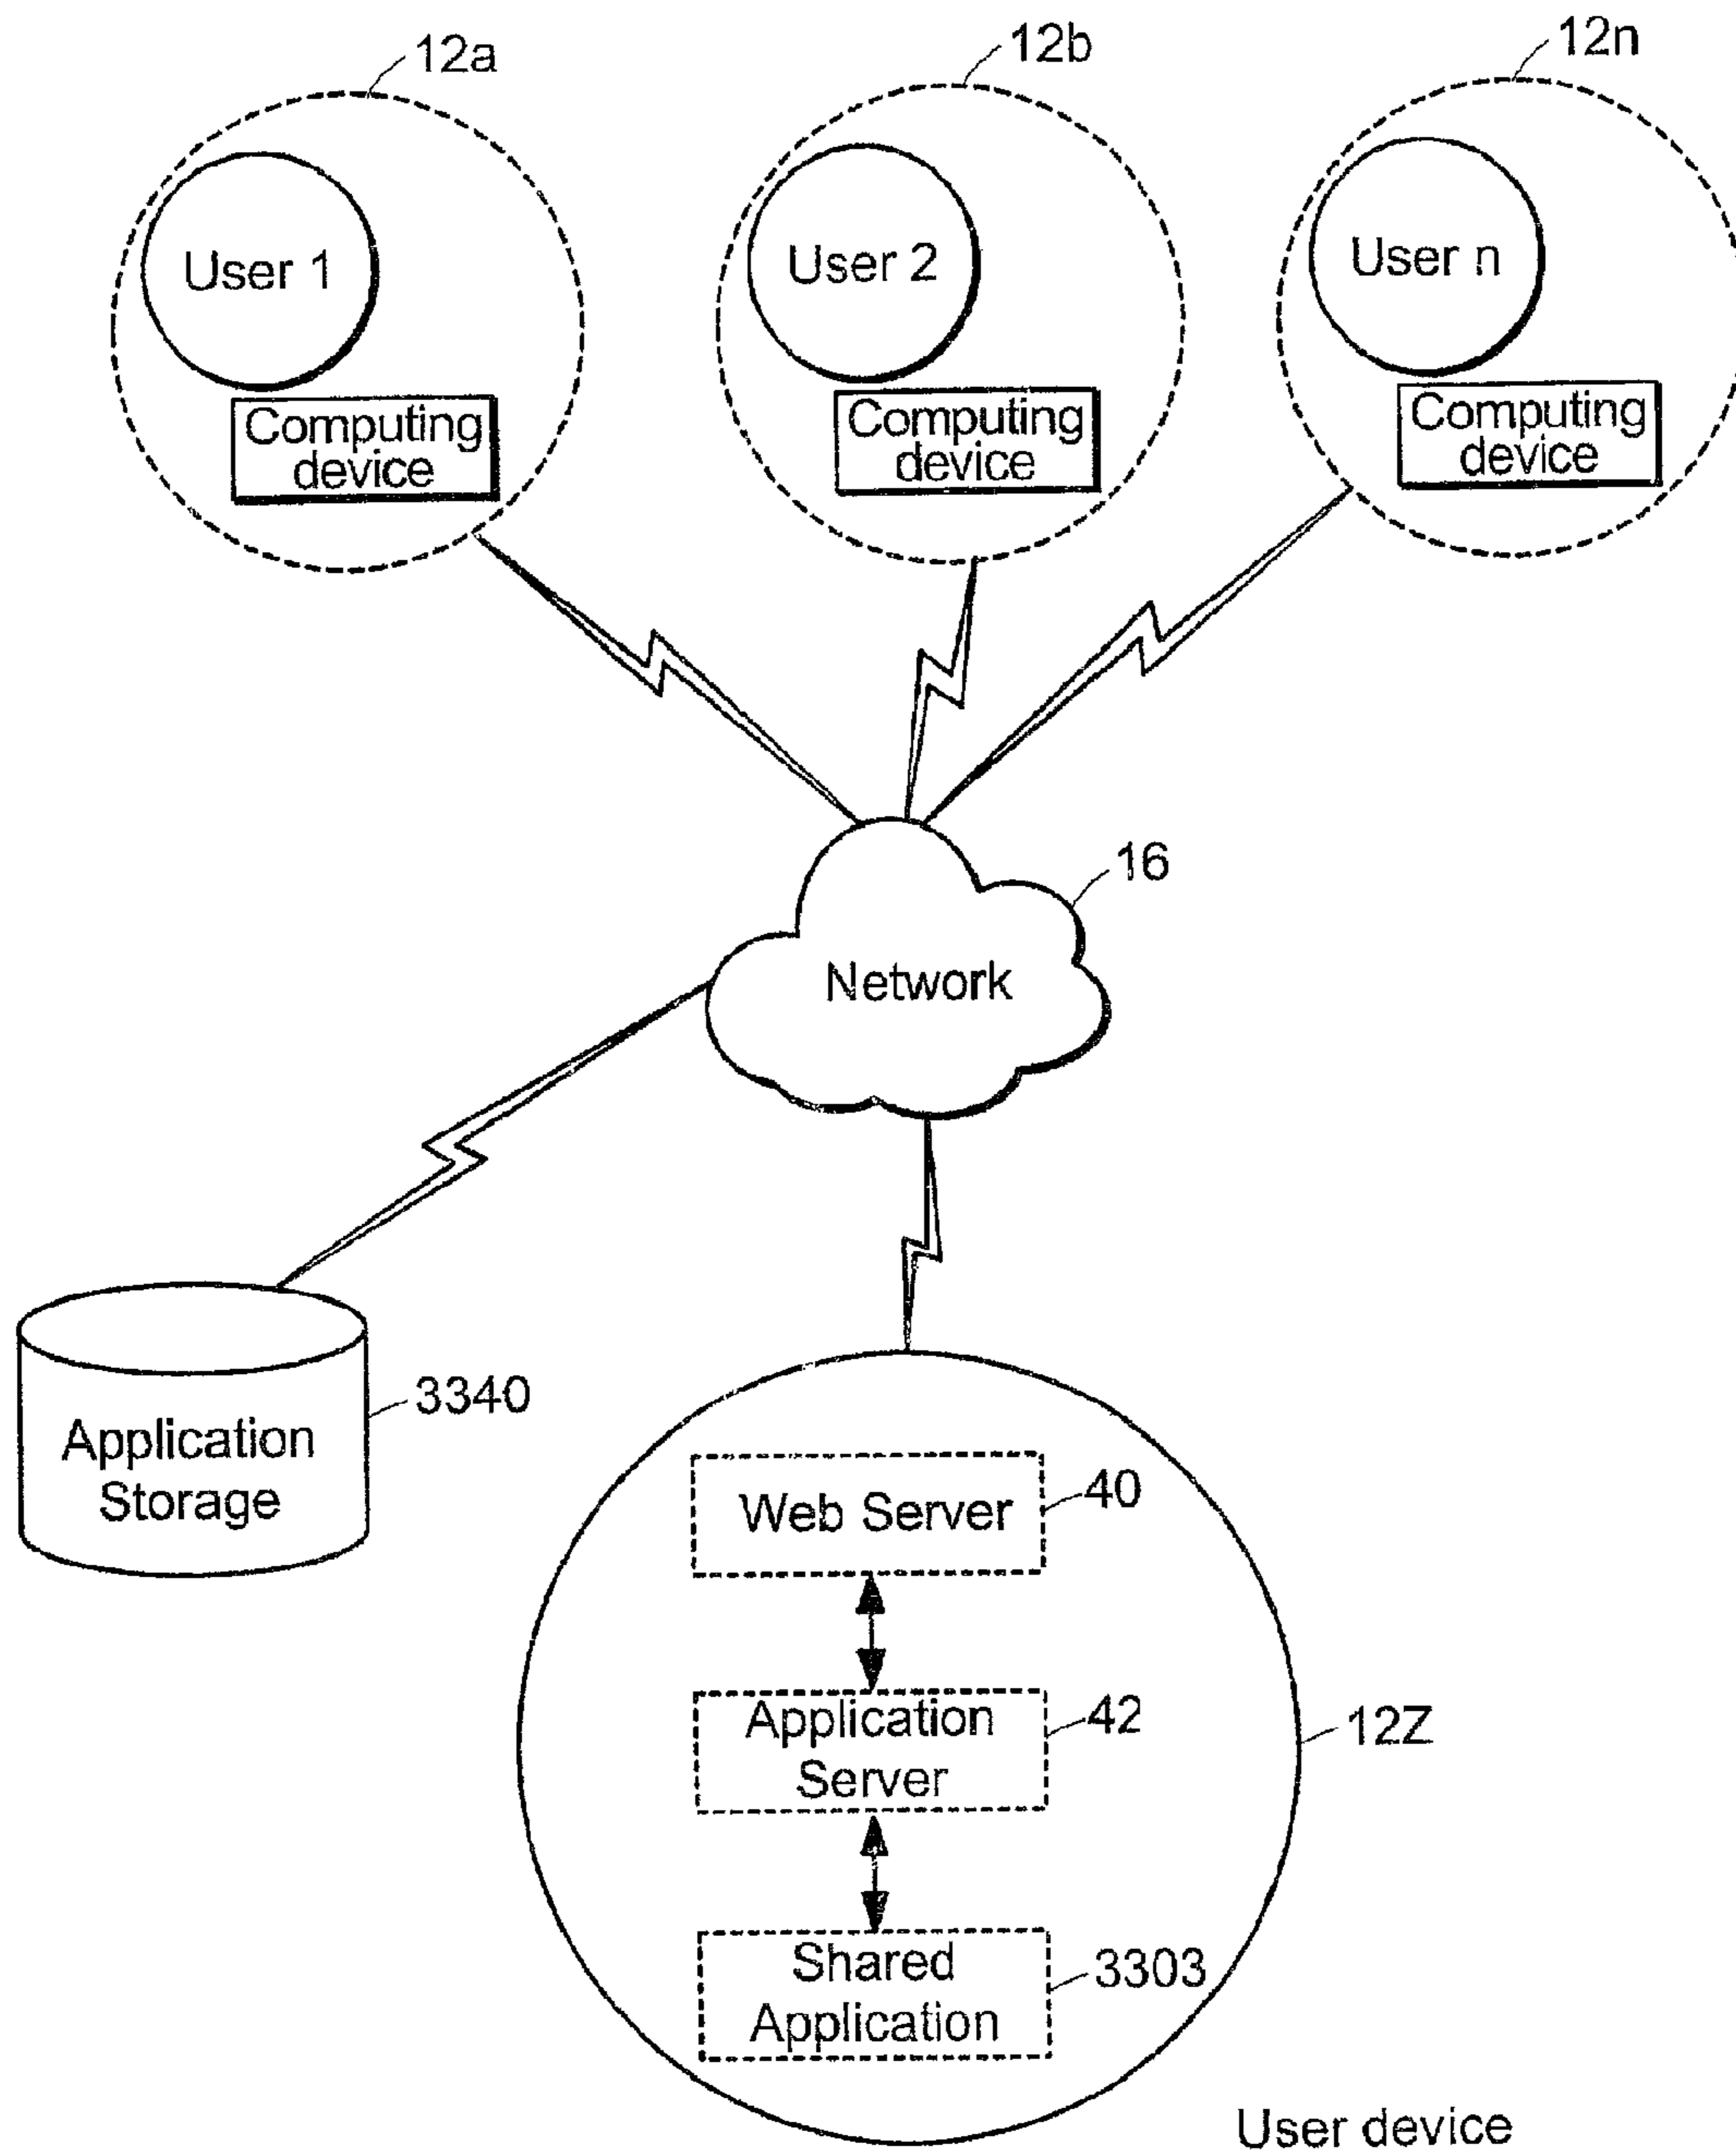 12a
12b
12n
User 1
User 2
User n
Computing
device
Computing
device
Computing
device
16
Network
3340
Application
Storage
Web Server
40
Application
Server
42
12Z
Shared
Application
3303
User device